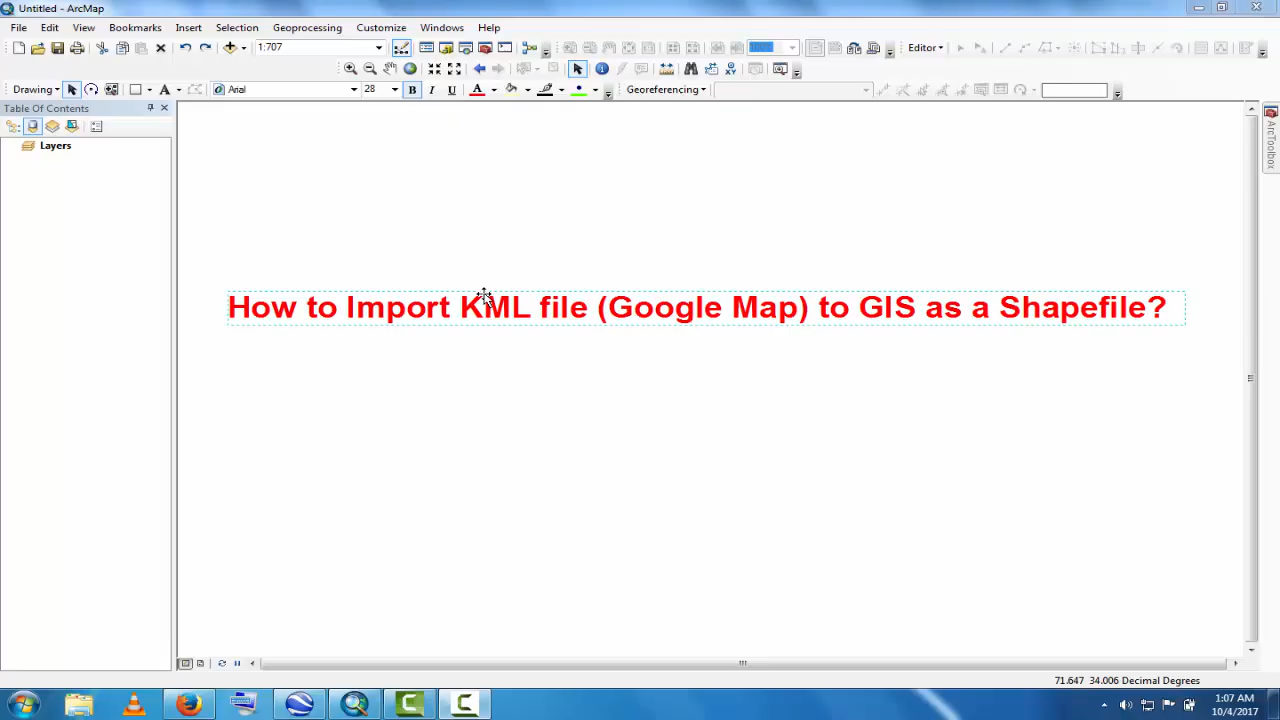 Untitled - ArcMap
File Edit View Bookmarks Insert Selection Geoprocessing Customize Windows Help
1:707 Editor
Drawing A Arial 28 B I U A Georeferencing
Table Of Contents
Layers
ArcToolbox
How to Import KML file (Google Map) to GIS as a Shapefile?
71.647 34.006 Decimal Degrees
1:07 AM
10/4/2017